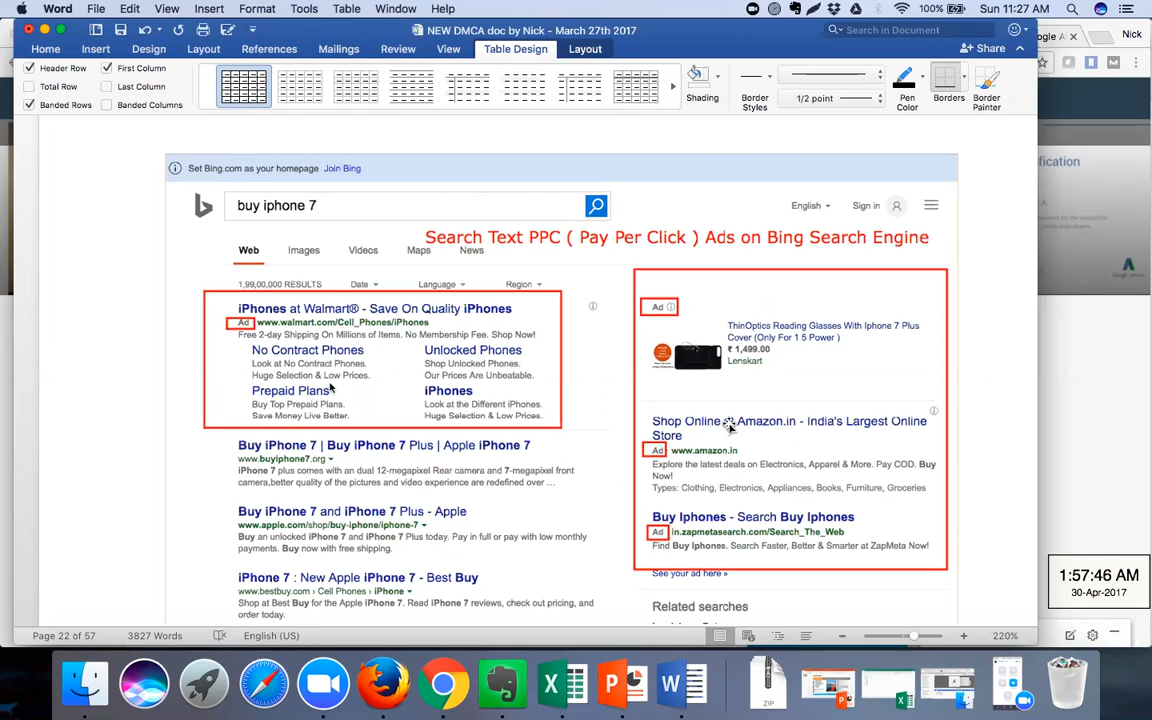 Word File Edit View Insert Format Tools Table Window Help 100% Sun 11:27 AM
NEW DMCA doc by Nick - March 27th 2017
Search in Document
Nick
Home Insert Design Layout References Mailings Review View Table Design Layout Share
Header Row First Column
Total Row Last Column
Banded Rows Banded Columns
Shading
Border Styles
1/2 point
Pen Color
Borders
Border Painter
Set Bing.com as your homepage Join Bing
buy iphone 7
English Sign in
Search Text PPC ( Pay Per Click ) Ads on Bing Search Engine
Web Images Videos Maps News
1,99,00,000 RESULTS Date Language Region
iPhones at Walmart® - Save On Quality iPhones
Ad www.walmart.com/Cell_Phones/iPhones
Free 2-day Shipping On Millions of Items. No Membership Fee. Shop Now!
No Contract Phones
Look at No Contract Phones.
Huge Selection & Low Prices.
Unlocked Phones
Shop Unlocked Phones.
Our Prices Are Unbeatable.
Prepaid Plans
Buy Top Prepaid Plans.
Save Money Live Better.
iPhones
Look at the Different iPhones.
Huge Selection & Low Prices.
Buy iPhone 7 | Buy iPhone 7 Plus | Apple iPhone 7
www.buyiphone7.org
iPhone 7 plus comes with an dual 12-megapixel Rear camera and 7-megapixel front
camera,better quality of the pictures and video experience are redefined over ...
Buy iPhone 7 and iPhone 7 Plus - Apple
www.apple.com/shop/buy-iphone/iphone-7
Buy an unlocked iPhone 7 and iPhone 7 Plus today. Pay in full or pay with low monthly
payments. Buy now with free shipping.
iPhone 7 : New Apple iPhone 7 - Best Buy
www.bestbuy.com › Cell Phones › iPhone
Shop at Best Buy for the Apple iPhone 7. Read iPhone 7 reviews, check out pricing, and
order today.
Ad
ThinOptics Reading Glasses With Iphone 7 Plus
Cover (Only For 1 5 Power )
₹ 1,499.00
Lenskart
Shop Online Amazon.in - India's Largest Online
Store
Ad www.amazon.in
Explore the latest deals on Electronics, Apparel & More. Pay COD. Buy
Now!
Types: Clothing, Electronics, Appliances, Books, Furniture, Groceries
Buy Iphones - Search Buy Iphones
Ad in.zapmetasearch.com/Search_The_Web
Find Buy Iphones. Search Faster, Better & Smarter at ZapMeta Now!
See your ad here »
Related searches
1:57:46 AM
30-Apr-2017
Page 22 of 57 3827 Words English (US) 220%
ZIP